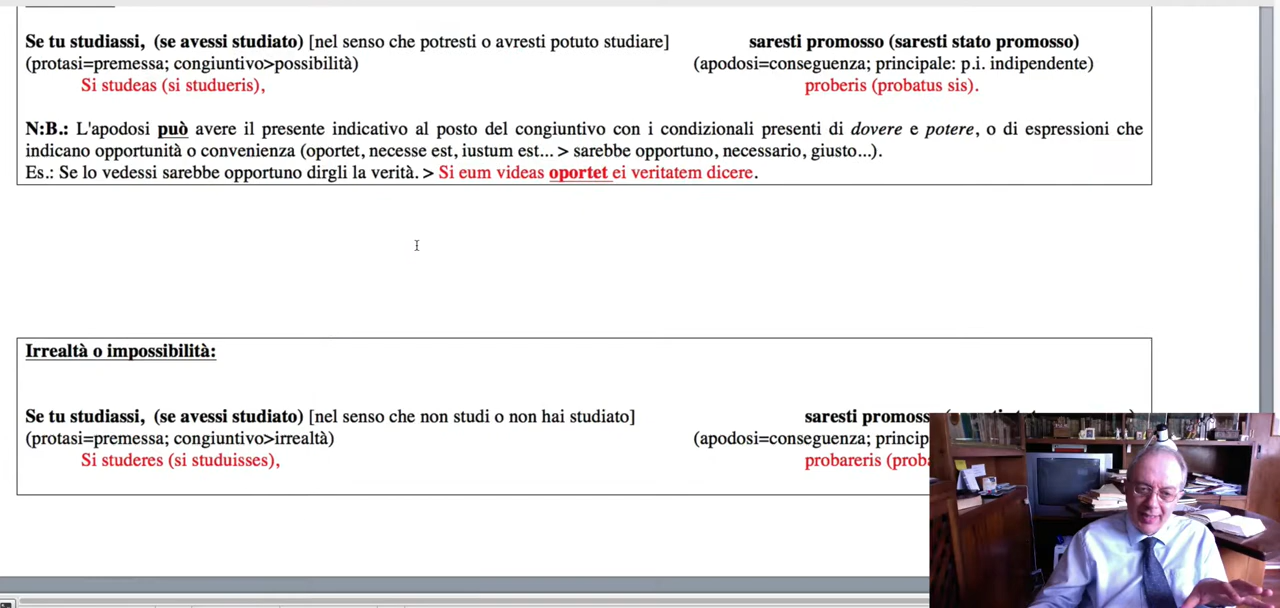 Se tu studiassi, (se avessi studiato) [nel senso che potresti o avresti potuto studiare] saresti promosso (saresti stato promosso)
(protasi=premessa; congiuntivo>possibilità) (apodosi=conseguenza; principale: p.i. indipendente)
Si studeas (si studueris), proberis (probatus sis).
N:B.: L'apodosi può avere il presente indicativo al posto del congiuntivo con i condizionali presenti di dovere e potere, o di espressioni che
indicano opportunità o convenienza (oportet, necesse est, iustum est... > sarebbe opportuno, necessario, giusto...).
Es.: Se lo vedessi sarebbe opportuno dirgli la verità. > Si eum videas oportet ei veritatem dicere.
Irrealtà o impossibilità:
Se tu studiassi, (se avessi studiato) [nel senso che non studi o non hai studiato] saresti promoss
(protasi=premessa; congiuntivo>irrealtà) (apodosi=conseguenza; princip
Si studeres (si studuisses), probareris (prob